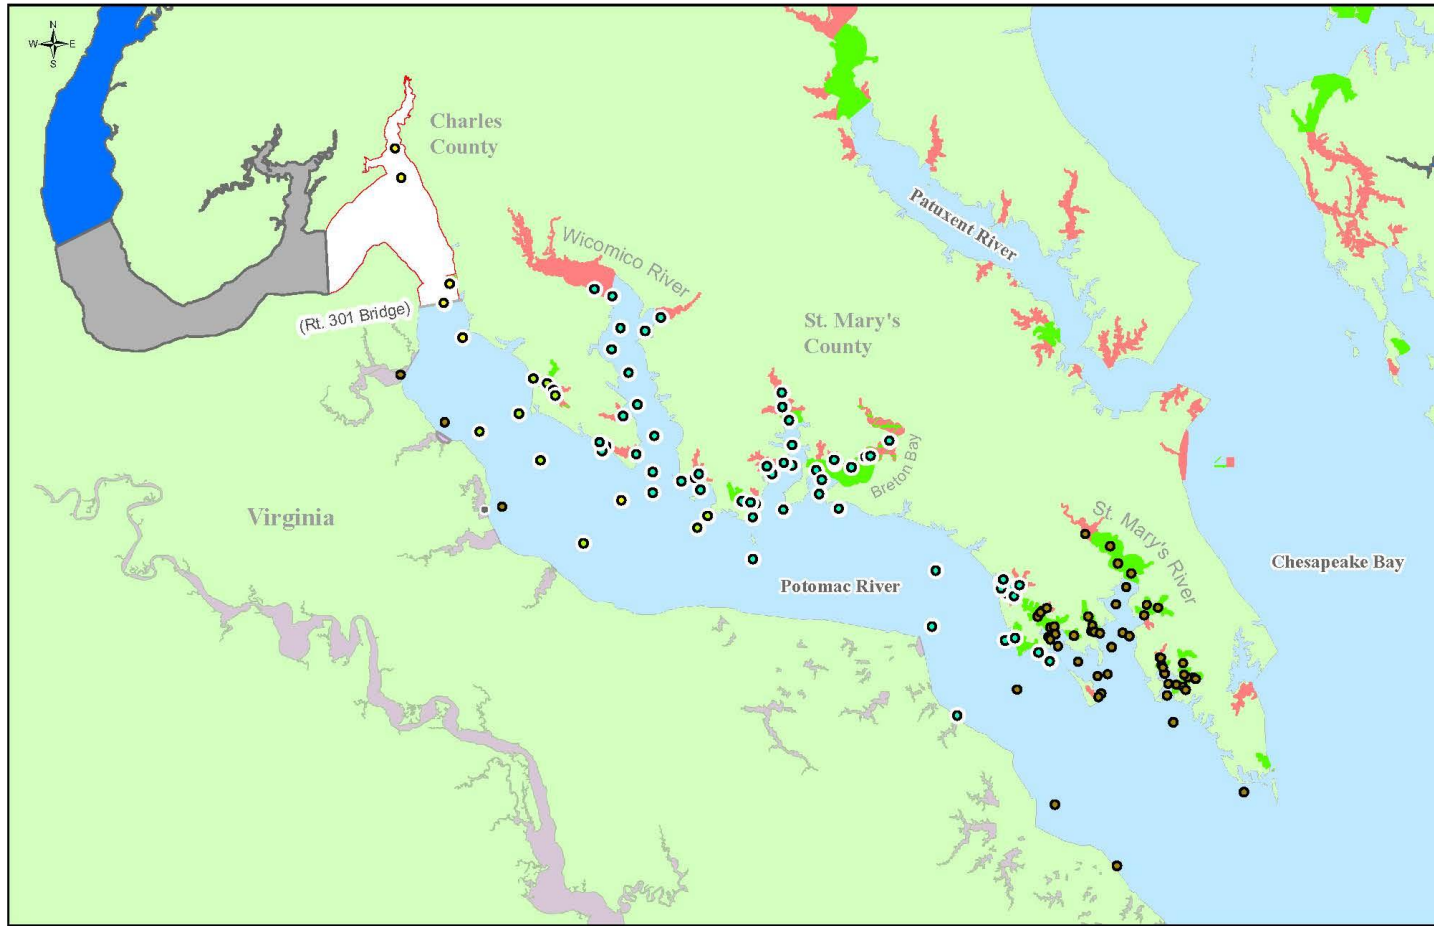 N
W E
S
Charles
County
Wicomico River
Patuxent River
(Rt. 301 Bridge)
St. Mary's
County
Breton Bay
Virginia
St. Mary's River
Chesapeake Bay
Potomac River